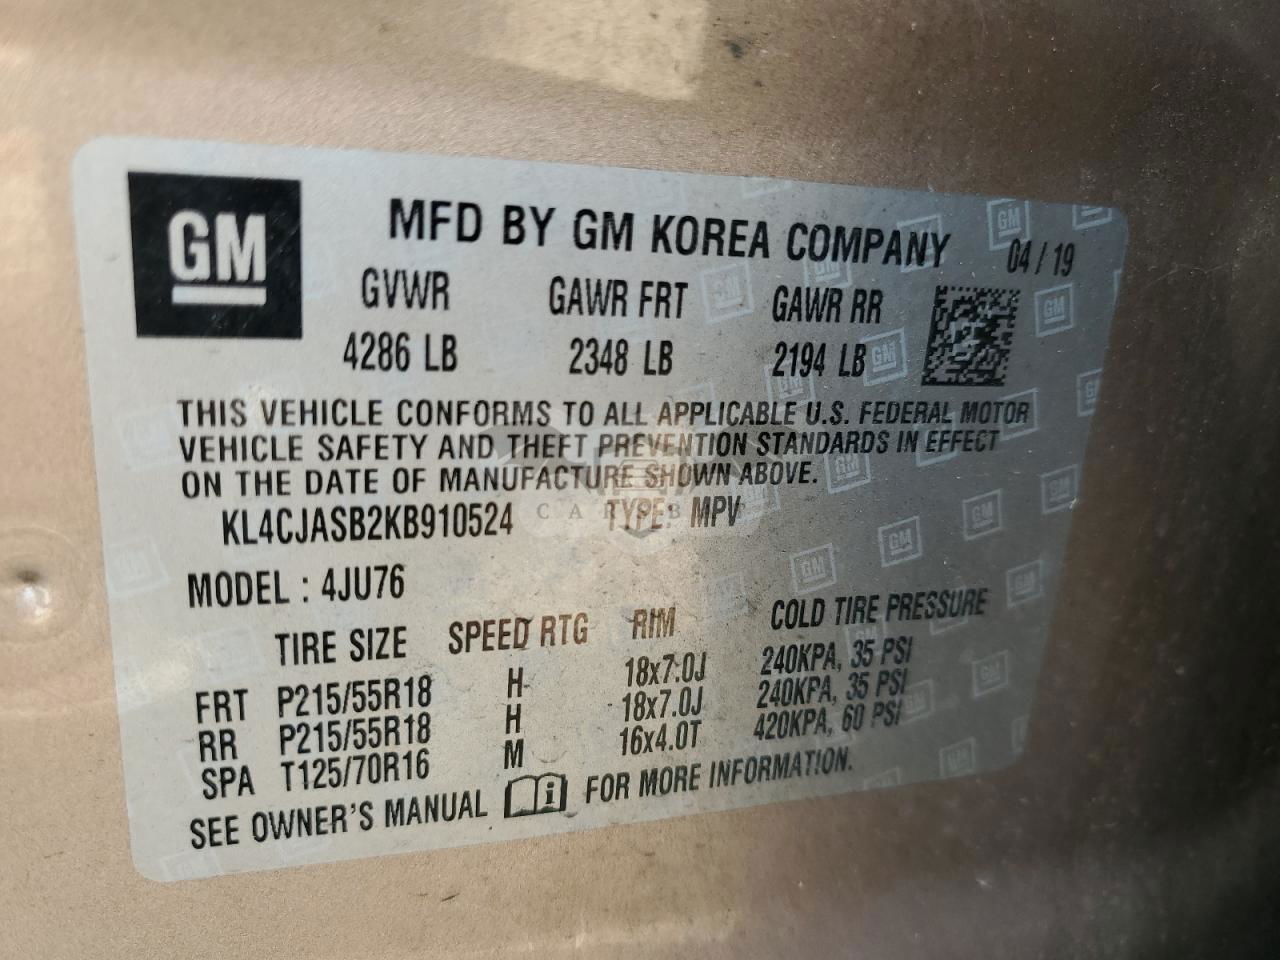 GM
MFD BY GM KOREA COMPANY
04 / 19
GVWR GAWR FRT GAWR RR
4286 LB 2348 LB 2194 LB
THIS VEHICLE CONFORMS TO ALL APPLICABLE U.S. FEDERAL MOTOR
VEHICLE SAFETY AND THEFT PREVENTION STANDARDS IN EFFECT
ON THE DATE OF MANUFACTURE SHOWN ABOVE.
KL4CJASB2KB910524 TYPE: MPV
MODEL : 4JU76
TIRE SIZE SPEED RTG RIM COLD TIRE PRESSURE
FRT P215/55R18 H 18x7.0J 240KPA, 35 PSI
RR P215/55R18 H 18x7.0J 240KPA, 35 PSI
SPA T125/70R16 M 16x4.0T 420KPA, 60 PSI
SEE OWNER'S MANUAL i FOR MORE INFORMATION.